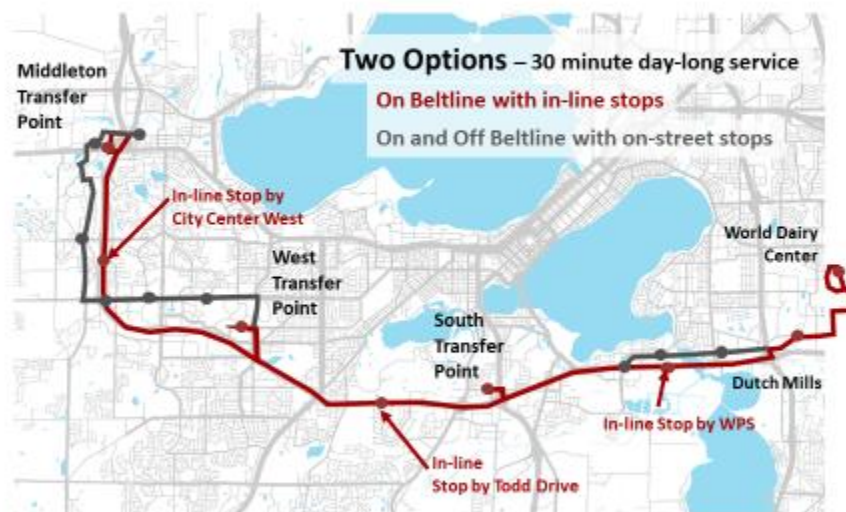 Two Options – 30 minute day-long service
On Beltline with in-line stops
On and Off Beltline with on-street stops
Middleton
Transfer
Point
In-line Stop by
City Center West
West
Transfer
Point
World Dairy
Center
South
Transfer
Point
Dutch Mills
In-line Stop by WPS
In-line
Stop by Todd Drive